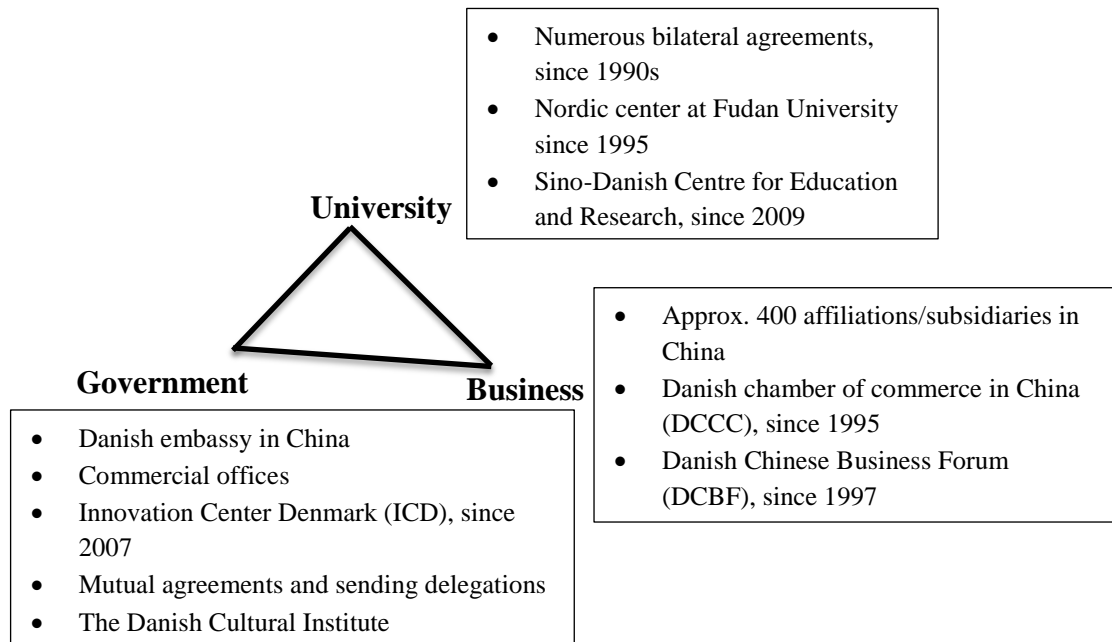 • Numerous bilateral agreements,
since 1990s
• Nordic center at Fudan University
since 1995
• Sino-Danish Centre for Education
and Research, since 2009
University
• Approx. 400 affiliations/subsidiaries in
China
• Danish chamber of commerce in China
(DCCC), since 1995
• Danish Chinese Business Forum
(DCBF), since 1997
Government
Business
• Danish embassy in China
• Commercial offices
• Innovation Center Denmark (ICD), since
2007
• Mutual agreements and sending delegations
• The Danish Cultural Institute